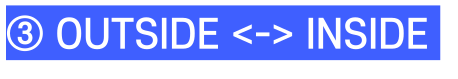 ③ OUTSIDE <-> INSIDE